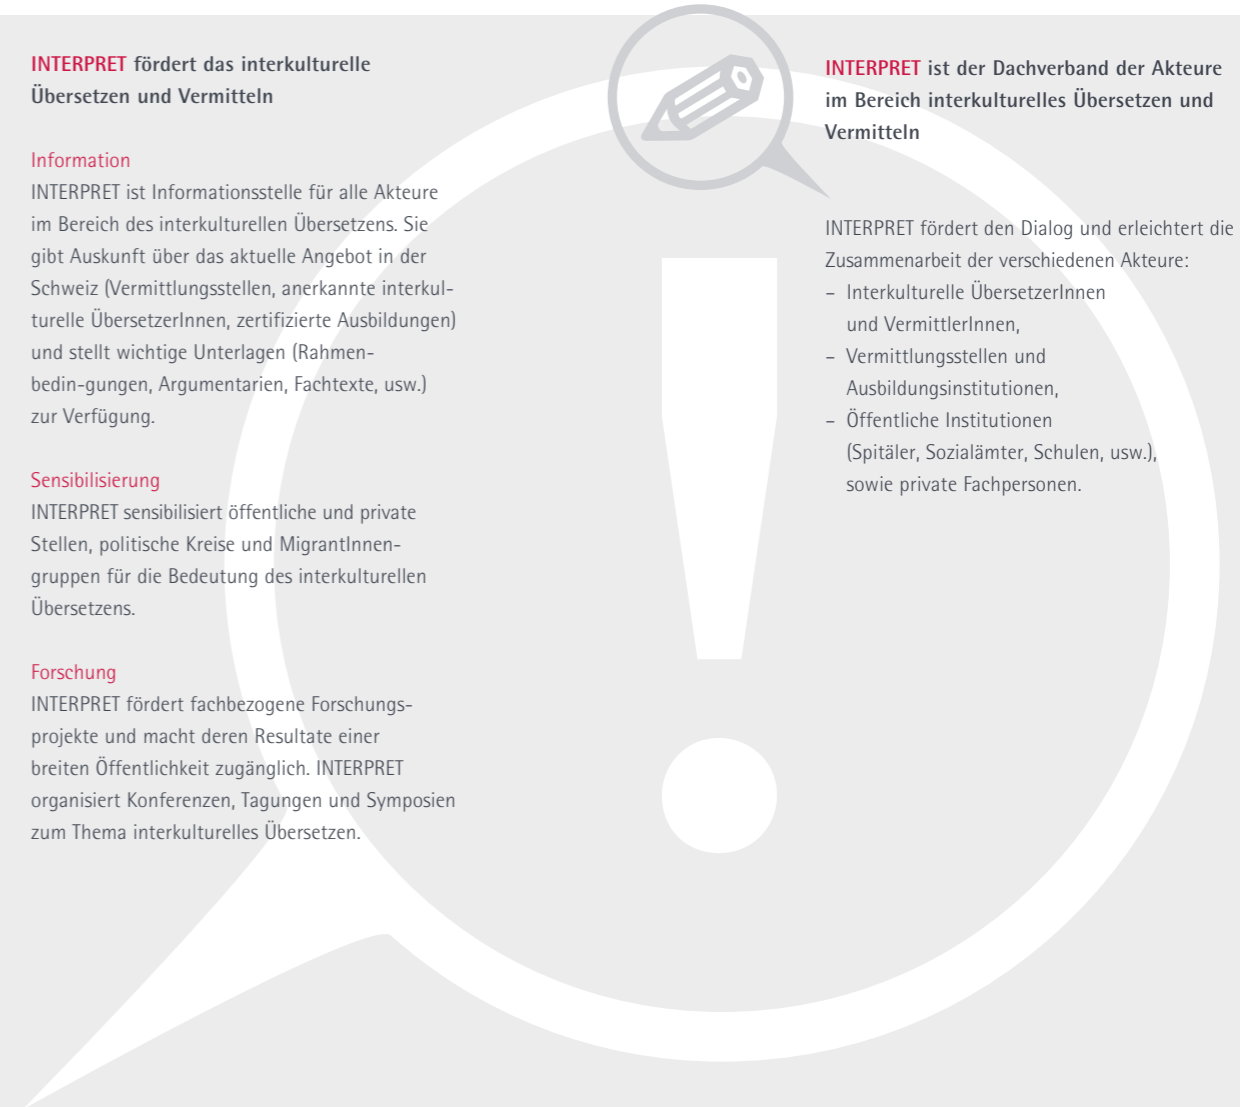 INTERPRET fördert das interkulturelle
Übersetzen und Vermitteln
Information
INTERPRET ist Informationsstelle für alle Akteure
im Bereich des interkulturellen Übersetzens. Sie
gibt Auskunft über das aktuelle Angebot in der
Schweiz (Vermittlungsstellen, anerkannte interkul-
turelle ÜbersetzerInnen, zertifizierte Ausbildungen)
und stellt wichtige Unterlagen (Rahmen-
bedin-gungen, Argumentarien, Fachtexte, usw.)
zur Verfügung.
Sensibilisierung
INTERPRET sensibilisiert öffentliche und private
Stellen, politische Kreise und MigrantInnen-
gruppen für die Bedeutung des interkulturellen
Übersetzens.
Forschung
INTERPRET fördert fachbezogene Forschungs-
projekte und macht deren Resultate einer
breiten Öffentlichkeit zugänglich. INTERPRET
organisiert Konferenzen, Tagungen und Symposien
zum Thema interkulturelles Übersetzen.
INTERPRET ist der Dachverband der Akteure
im Bereich interkulturelles Übersetzen und
Vermitteln
INTERPRET fördert den Dialog und erleichtert die
Zusammenarbeit der verschiedenen Akteure:
– Interkulturelle ÜbersetzerInnen
und VermittlerInnen,
– Vermittlungsstellen und
Ausbildungsinstitutionen,
– Öffentliche Institutionen
(Spitäler, Sozialämter, Schulen, usw.),
sowie private Fachpersonen.